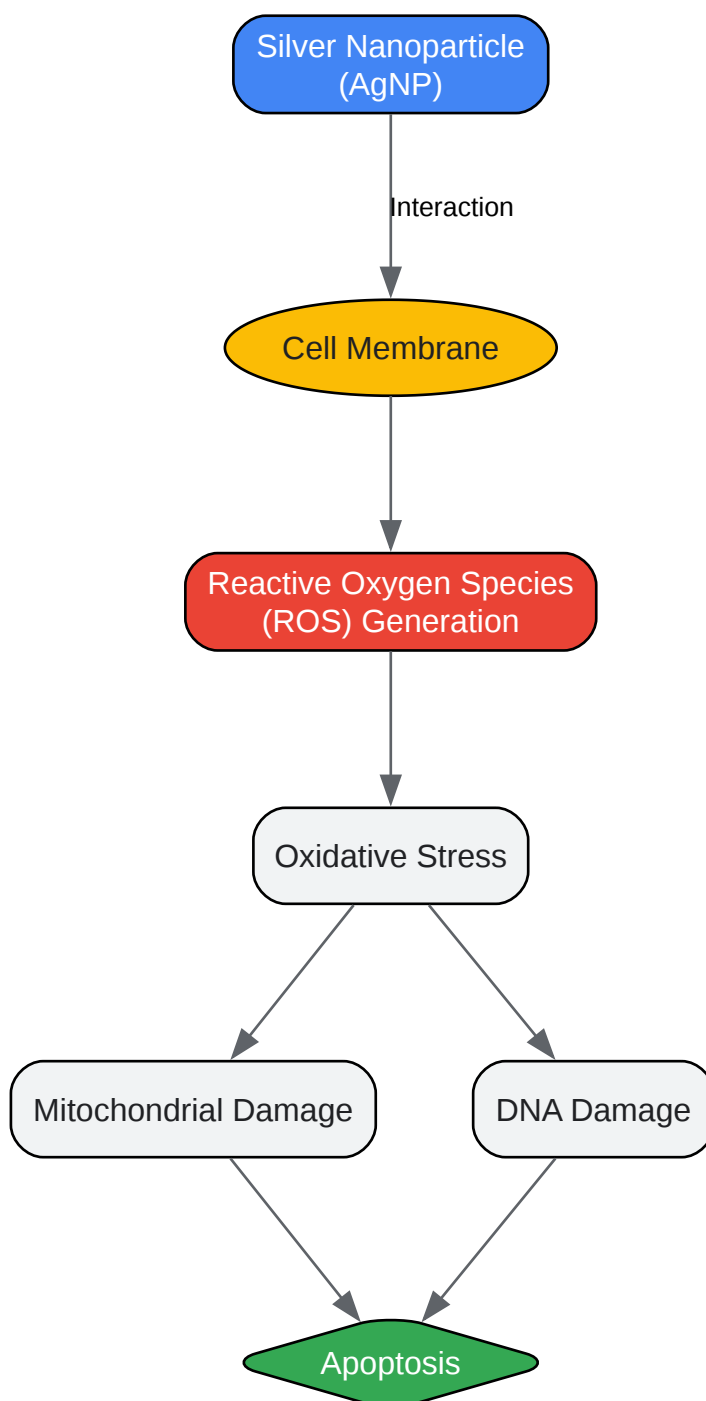 Silver Nanoparticle
(AgNP)
Interaction
Cell Membrane
Reactive Oxygen Species
(ROS) Generation
Oxidative Stress
Mitochondrial Damage
DNA Damage
Apoptosis